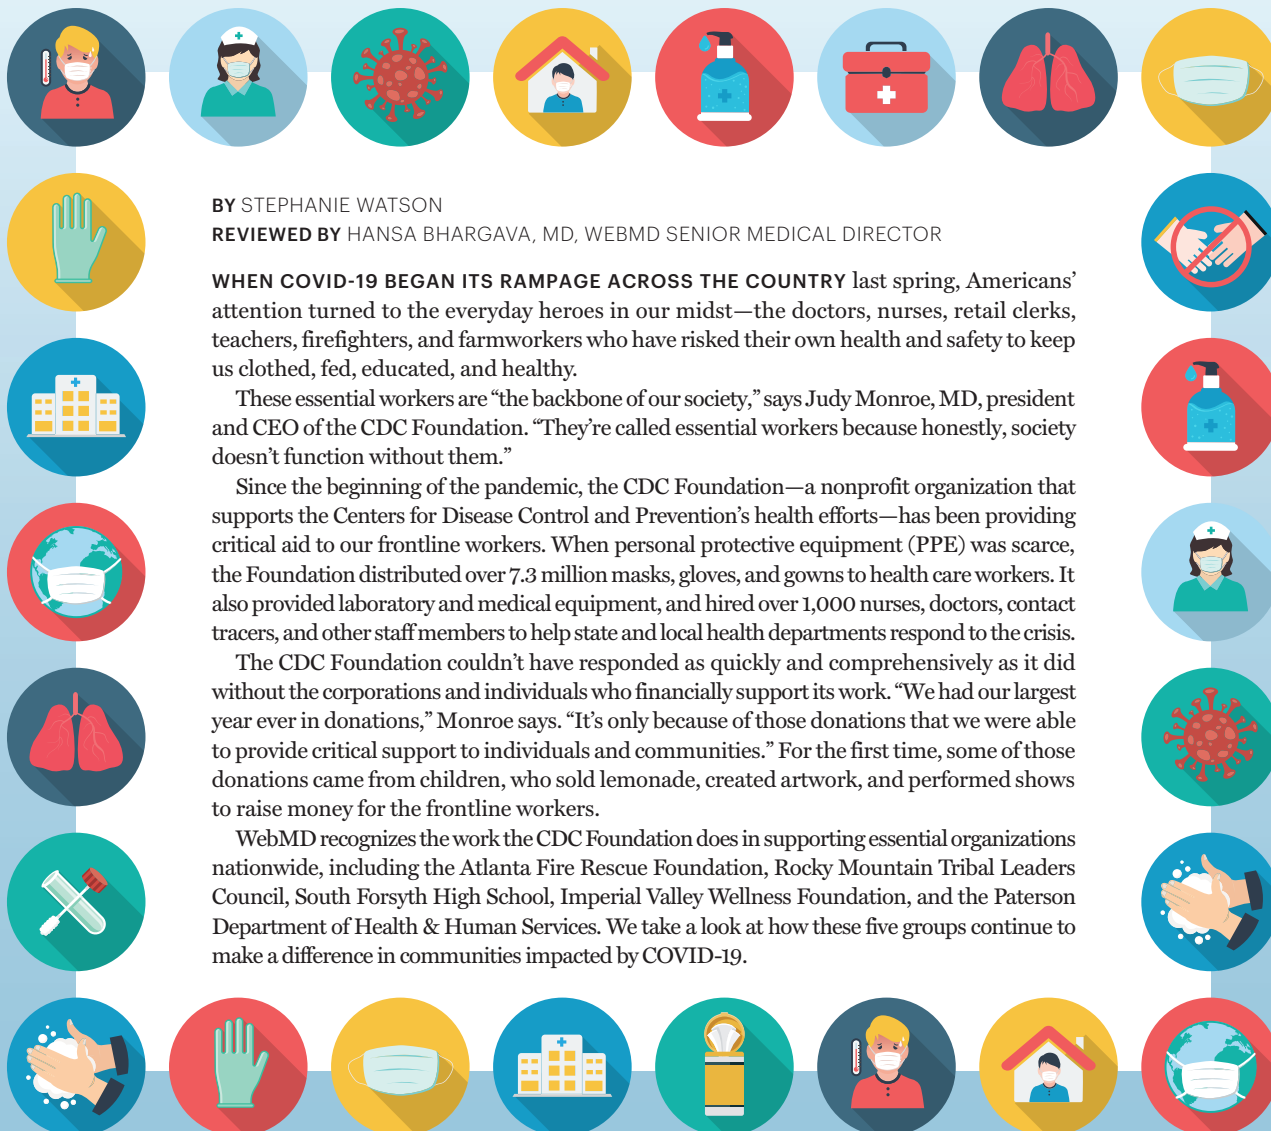 BY STEPHANIE WATSON
REVIEWED BY HANSA BHARGAVA, MD, WEBMD SENIOR MEDICAL DIRECTOR
WHEN COVID-19 BEGAN ITS RAMPAGE ACROSS THE COUNTRY last spring, Americans’
attention turned to the everyday heroes in our midst—the doctors, nurses, retail clerks,
teachers, firefighters, and farmworkers who have risked their own health and safety to keep
us clothed, fed, educated, and healthy.
These essential workers are “the backbone of our society,” says Judy Monroe, MD, president
and CEO of the CDC Foundation. “They’re called essential workers because honestly, society
doesn’t function without them.”
Since the beginning of the pandemic, the CDC Foundation—a nonprofit organization that
supports the Centers for Disease Control and Prevention’s health efforts—has been providing
critical aid to our frontline workers. When personal protective equipment (PPE) was scarce,
the Foundation distributed over 7.3 million masks, gloves, and gowns to health care workers. It
also provided laboratory and medical equipment, and hired over 1,000 nurses, doctors, contact
tracers, and other staff members to help state and local health departments respond to the crisis.
The CDC Foundation couldn’t have responded as quickly and comprehensively as it did
without the corporations and individuals who financially support its work. “We had our largest
year ever in donations,” Monroe says. “It’s only because of those donations that we were able
to provide critical support to individuals and communities.” For the first time, some of those
donations came from children, who sold lemonade, created artwork, and performed shows
to raise money for the frontline workers.
WebMD recognizes the work the CDC Foundation does in supporting essential organizations
nationwide, including the Atlanta Fire Rescue Foundation, Rocky Mountain Tribal Leaders
Council, South Forsyth High School, Imperial Valley Wellness Foundation, and the Paterson
Department of Health & Human Services. We take a look at how these five groups continue to
make a difference in communities impacted by COVID-19.